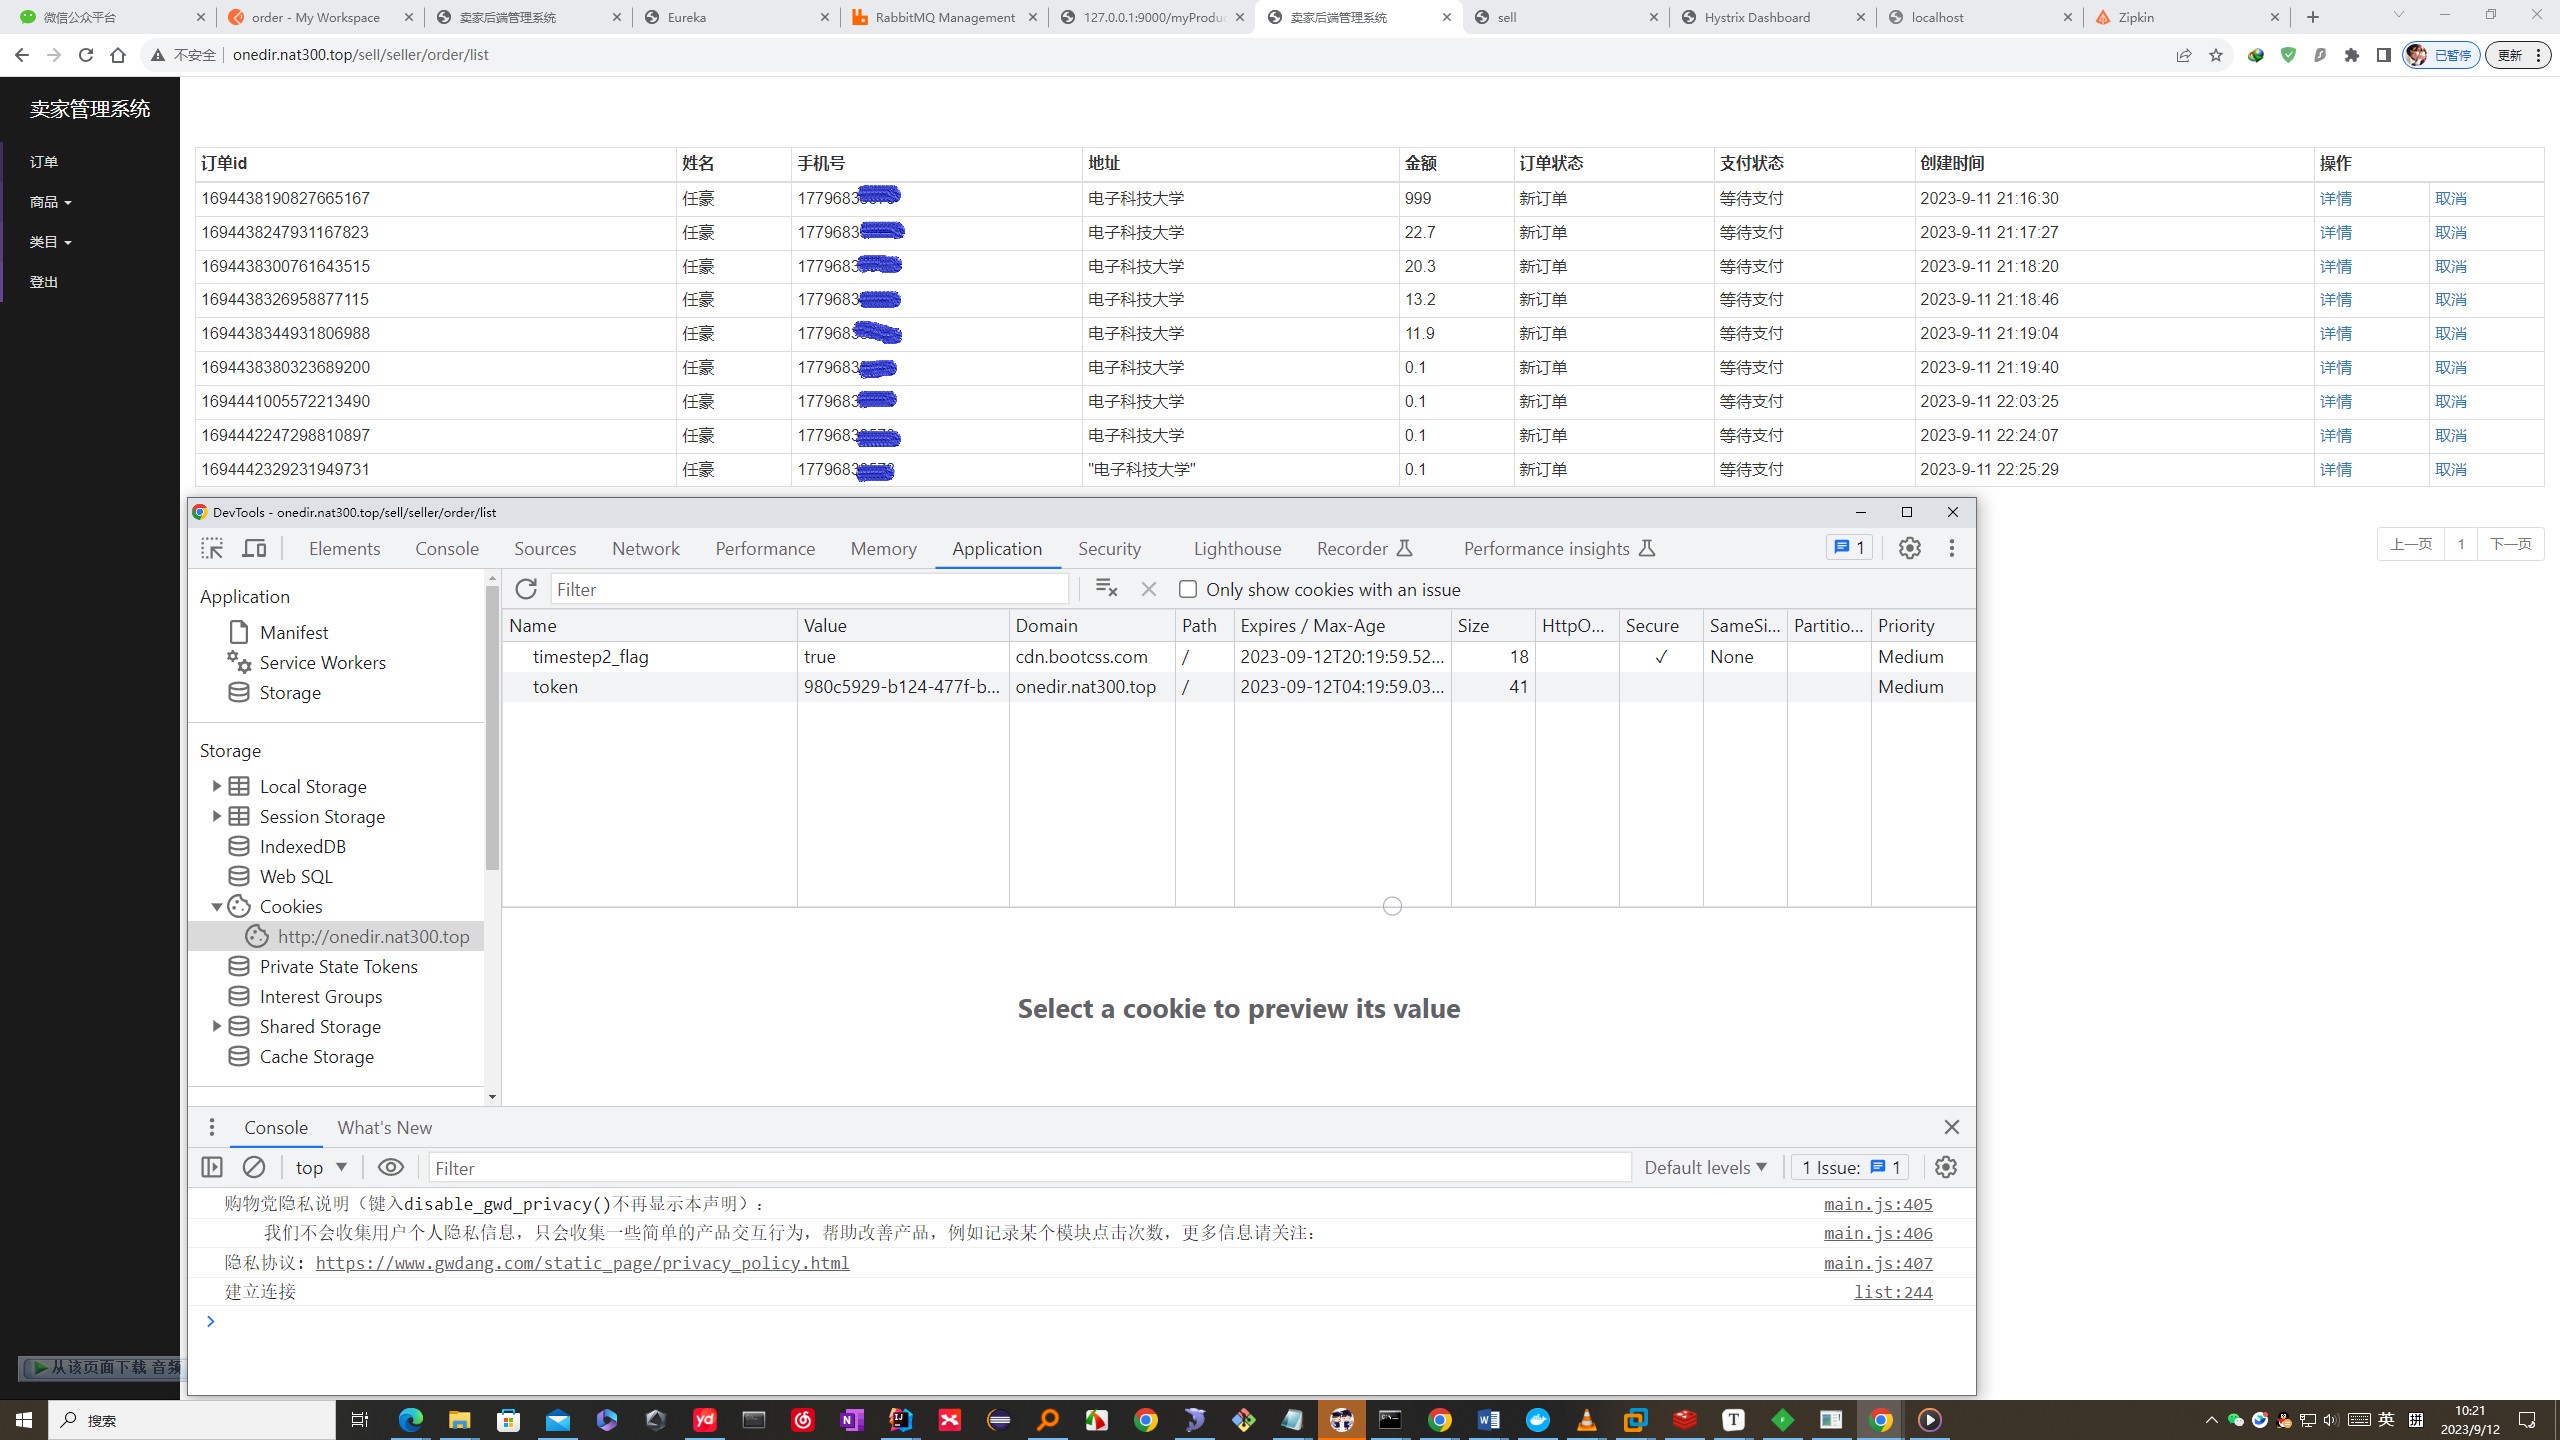 微信公众平台
order - My Workspace
卖家后端管理系统
Eureka
RabbitMQ Management
127.0.0.1:9000/myProduc
卖家后端管理系统
sell
Hystrix Dashboard
localhost
Zipkin
不安全 onedir.nat300.top/sell/seller/order/list 已暂停 更新
卖家管理系统
订单
商品
类目
登出
订单id 姓名 手机号 地址 金额 订单状态 支付状态 创建时间 操作
1694438190827665167 任豪 1779683 电子科技大学 999 新订单 等待支付 2023-9-11 21:16:30 详情 取消
1694438247931167823 任豪 1779683 电子科技大学 22.7 新订单 等待支付 2023-9-11 21:17:27 详情 取消
1694438300761643515 任豪 1779683 电子科技大学 20.3 新订单 等待支付 2023-9-11 21:18:20 详情 取消
1694438326958877115 任豪 1779683 电子科技大学 13.2 新订单 等待支付 2023-9-11 21:18:46 详情 取消
1694438344931806988 任豪 1779683 电子科技大学 11.9 新订单 等待支付 2023-9-11 21:19:04 详情 取消
1694438380323689200 任豪 1779683 电子科技大学 0.1 新订单 等待支付 2023-9-11 21:19:40 详情 取消
1694441005572213490 任豪 1779683 电子科技大学 0.1 新订单 等待支付 2023-9-11 22:03:25 详情 取消
1694442247298810897 任豪 1779683 电子科技大学 0.1 新订单 等待支付 2023-9-11 22:24:07 详情 取消
1694442329231949731 任豪 1779683 "电子科技大学" 0.1 新订单 等待支付 2023-9-11 22:25:29 详情 取消
上一页 1 下一页
DevTools - onedir.nat300.top/sell/seller/order/list
Elements Console Sources Network Performance Memory Application Security Lighthouse Recorder Performance insights 1
Application
Manifest
Service Workers
Storage
Storage
Local Storage
Session Storage
IndexedDB
Web SQL
Cookies
http://onedir.nat300.top
Private State Tokens
Interest Groups
Shared Storage
Cache Storage
Filter Only show cookies with an issue
Name Value Domain Path Expires / Max-Age Size HttpO... Secure SameSi... Partitio... Priority
timestep2_flag true cdn.bootcss.com / 2023-09-12T20:19:59.52... 18 ✓ None Medium
token 980c5929-b124-477f-b... onedir.nat300.top / 2023-09-12T04:19:59.03... 41 Medium
Select a cookie to preview its value
Console What's New
top Filter Default levels 1 Issue: 1
购物党隐私说明（键入disable_gwd_privacy()不再显示本声明）： main.js:405
我们不会收集用户个人隐私信息，只会收集一些简单的产品交互行为，帮助改善产品，例如记录某个模块点击次数，更多信息请关注： main.js:406
隐私协议: https://www.gwdang.com/static_page/privacy_policy.html main.js:407
建立连接 list:244
从该页面下载 音频
搜索
英
10:21
2023/9/12